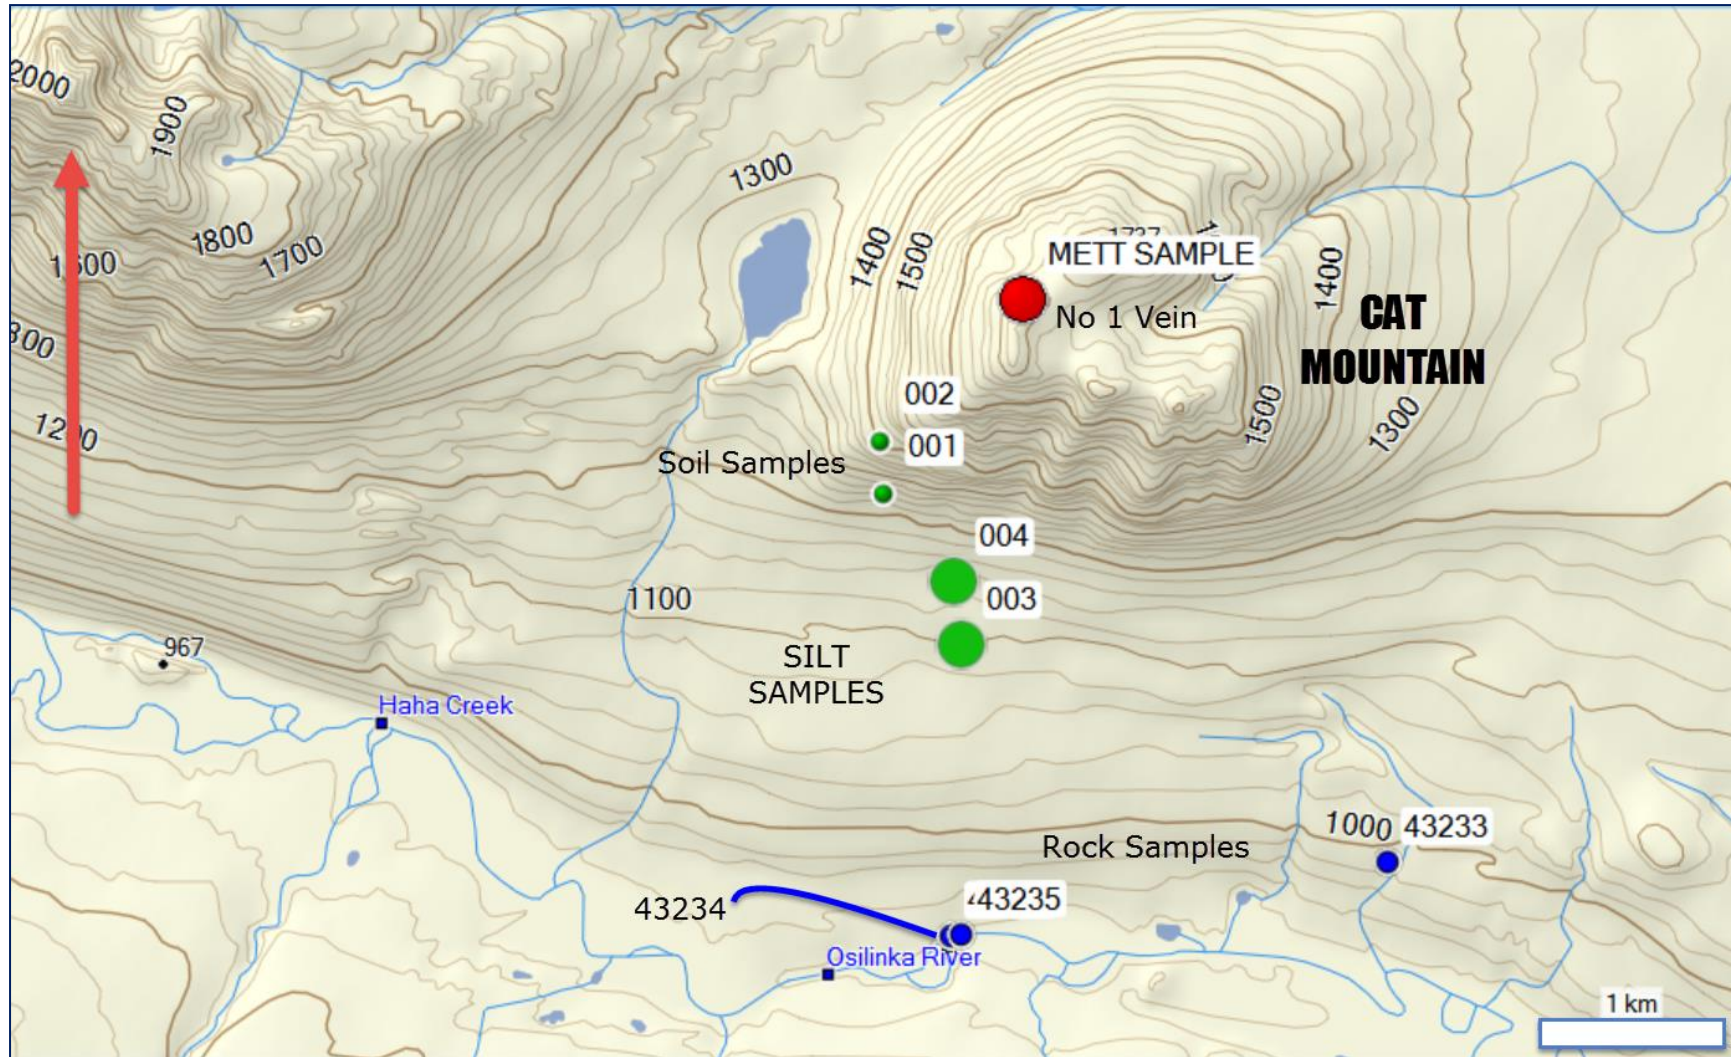 2000
1900
1800
1700
1300
1400
1500
METT SAMPLE
No 1 Vein
1400
CAT
MOUNTAIN
002
001
Soil Samples
1500
1300
004
003
1100
SILT
SAMPLES
967
Haha Creek
1000
43233
Rock Samples
43234
43235
Osilinka River
1 km